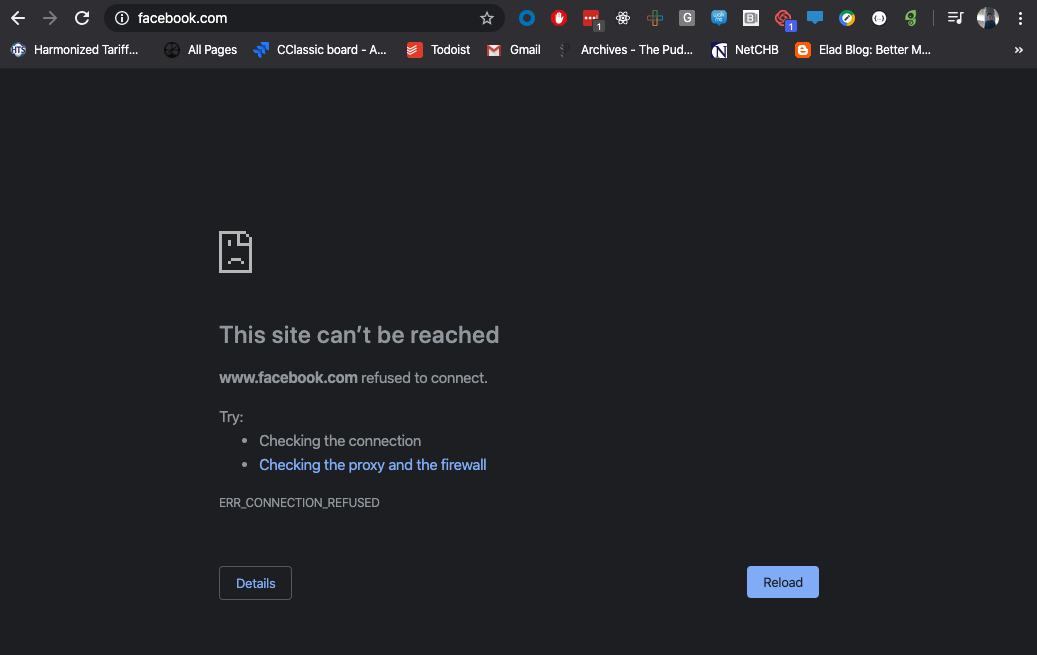 facebook.com
1
G
B
1
Harmonized Tariff...
All Pages
CClassic board - A...
Todoist
Gmail
Archives - The Pud...
N
NetCHB
Elad Blog: Better M...
»
This site can’t be reached
www.facebook.com refused to connect.
Try:
Checking the connection
Checking the proxy and the firewall
ERR_CONNECTION_REFUSED
Details
Reload